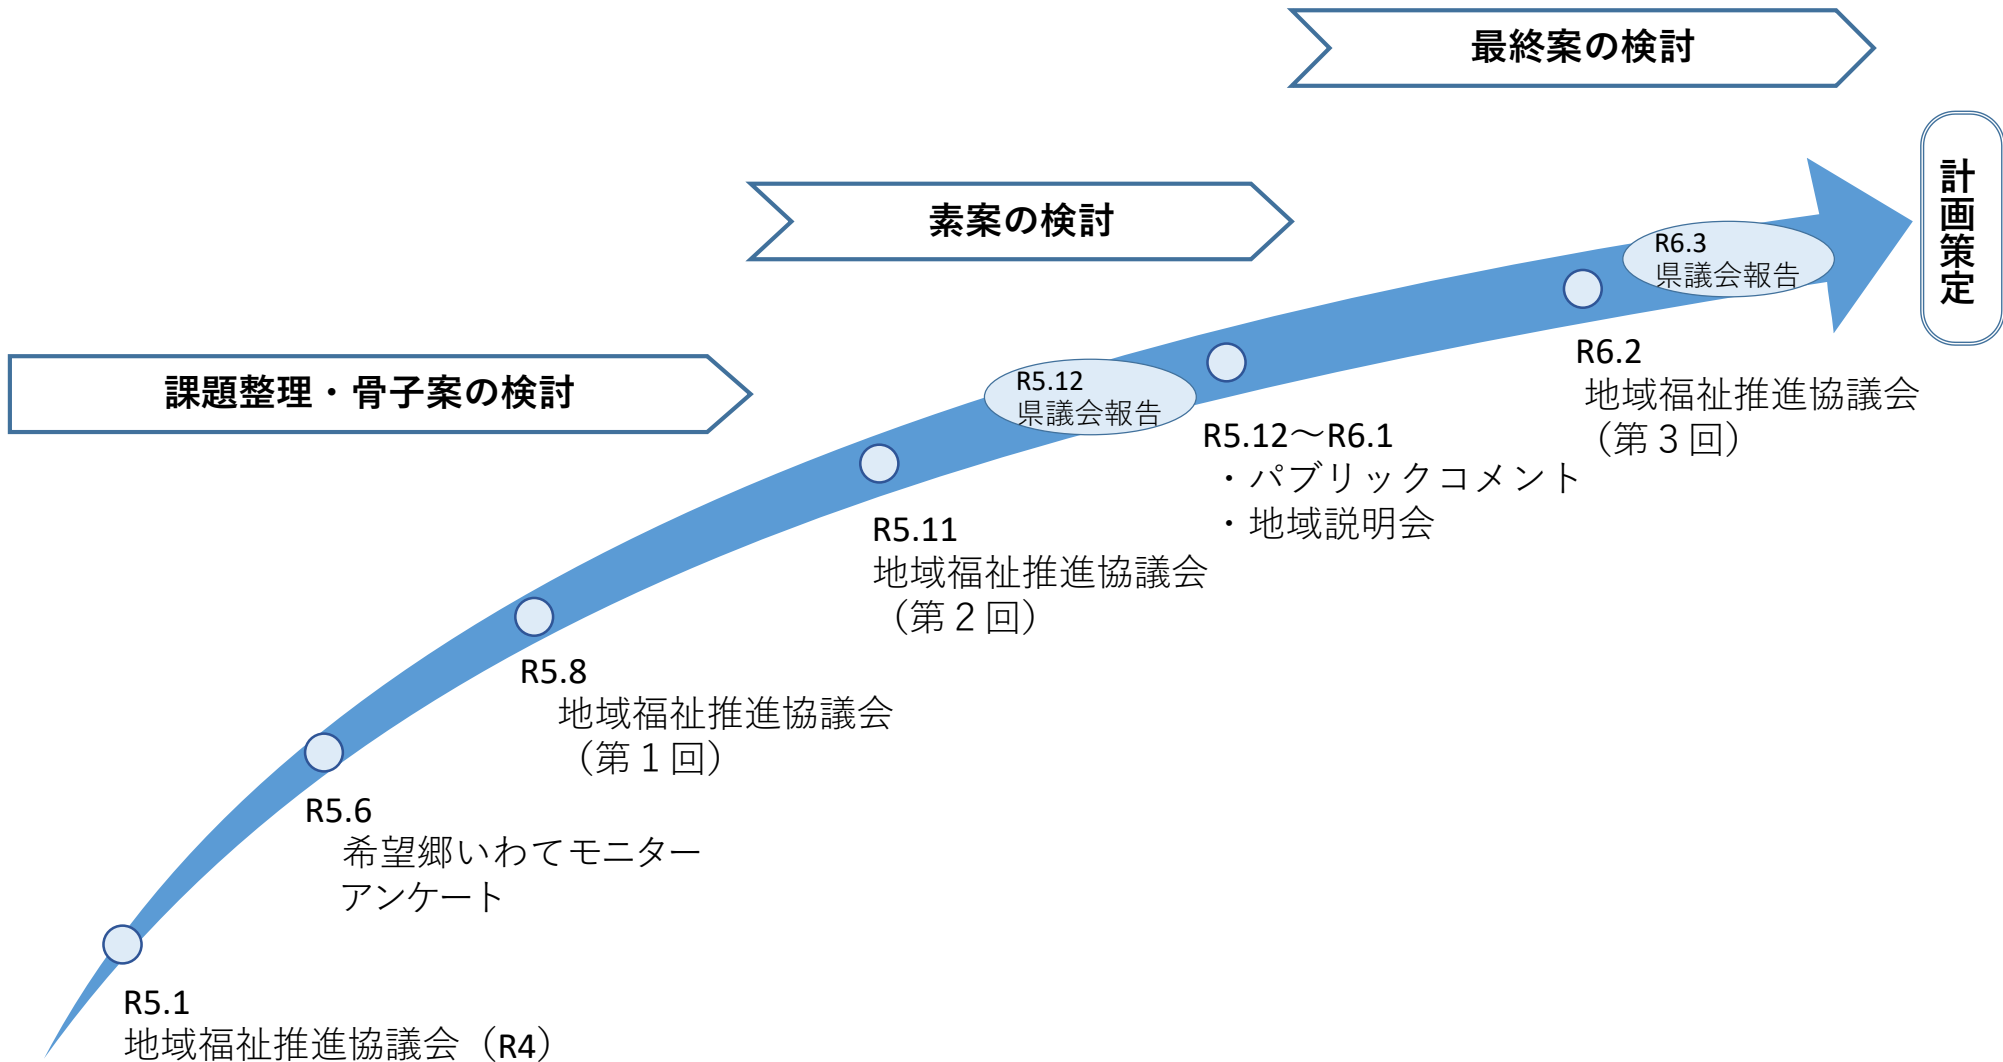 最終案の検討
計画策定
素案の検討
R6.3
県議会報告
課題整理・骨子案の検討
R5.12
県議会報告
R6.2
地域福祉推進協議会
（第３回）
R5.12～R6.1
・パブリックコメント
・地域説明会
R5.11
地域福祉推進協議会
（第２回）
R5.8
地域福祉推進協議会
（第１回）
R5.6
希望郷いわてモニター
アンケート
R5.1
地域福祉推進協議会（R4）